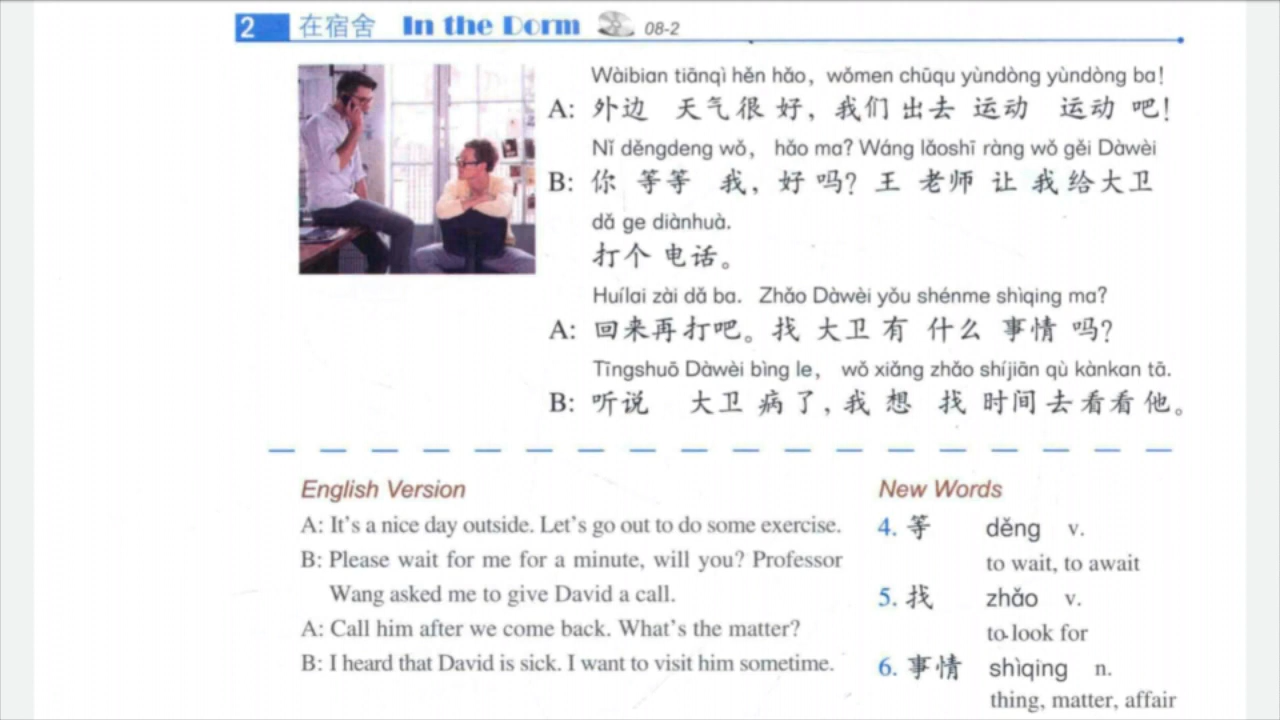 2 在宿舍 In the Dorm 08-2
Wàibian tiānqì hěn hǎo, wǒmen chūqu yùndòng yùndòng ba!
A: 外边 天气很 好, 我们 出去 运动 运动 吧!
Nǐ děngdeng wǒ, hǎo ma? Wáng lǎoshī ràng wǒ gěi Dàwèi
B: 你 等等 我, 好 吗? 王 老师 让 我 给大卫
dǎ ge diànhuà.
打个 电话。
Huílai zài dǎ ba. Zhǎo Dàwèi yǒu shénme shìqing ma?
A: 回来再打吧。找 大卫 有 什么 事情 吗?
Tīngshuō Dàwèi bìng le, wǒ xiǎng zhǎo shíjiān qù kànkan tā.
B: 听说 大卫 病 了, 我 想 找 时间 去 看看 他。
English Version
A: It's a nice day outside. Let's go out to do some exercise.
B: Please wait for me for a minute, will you? Professor
Wang asked me to give David a call.
A: Call him after we come back. What's the matter?
B: I heard that David is sick. I want to visit him sometime.
New Words
4. 等 děng v.
to wait, to await
5. 找 zhǎo v.
to look for
6. 事情 shìqing n.
thing, matter, affair